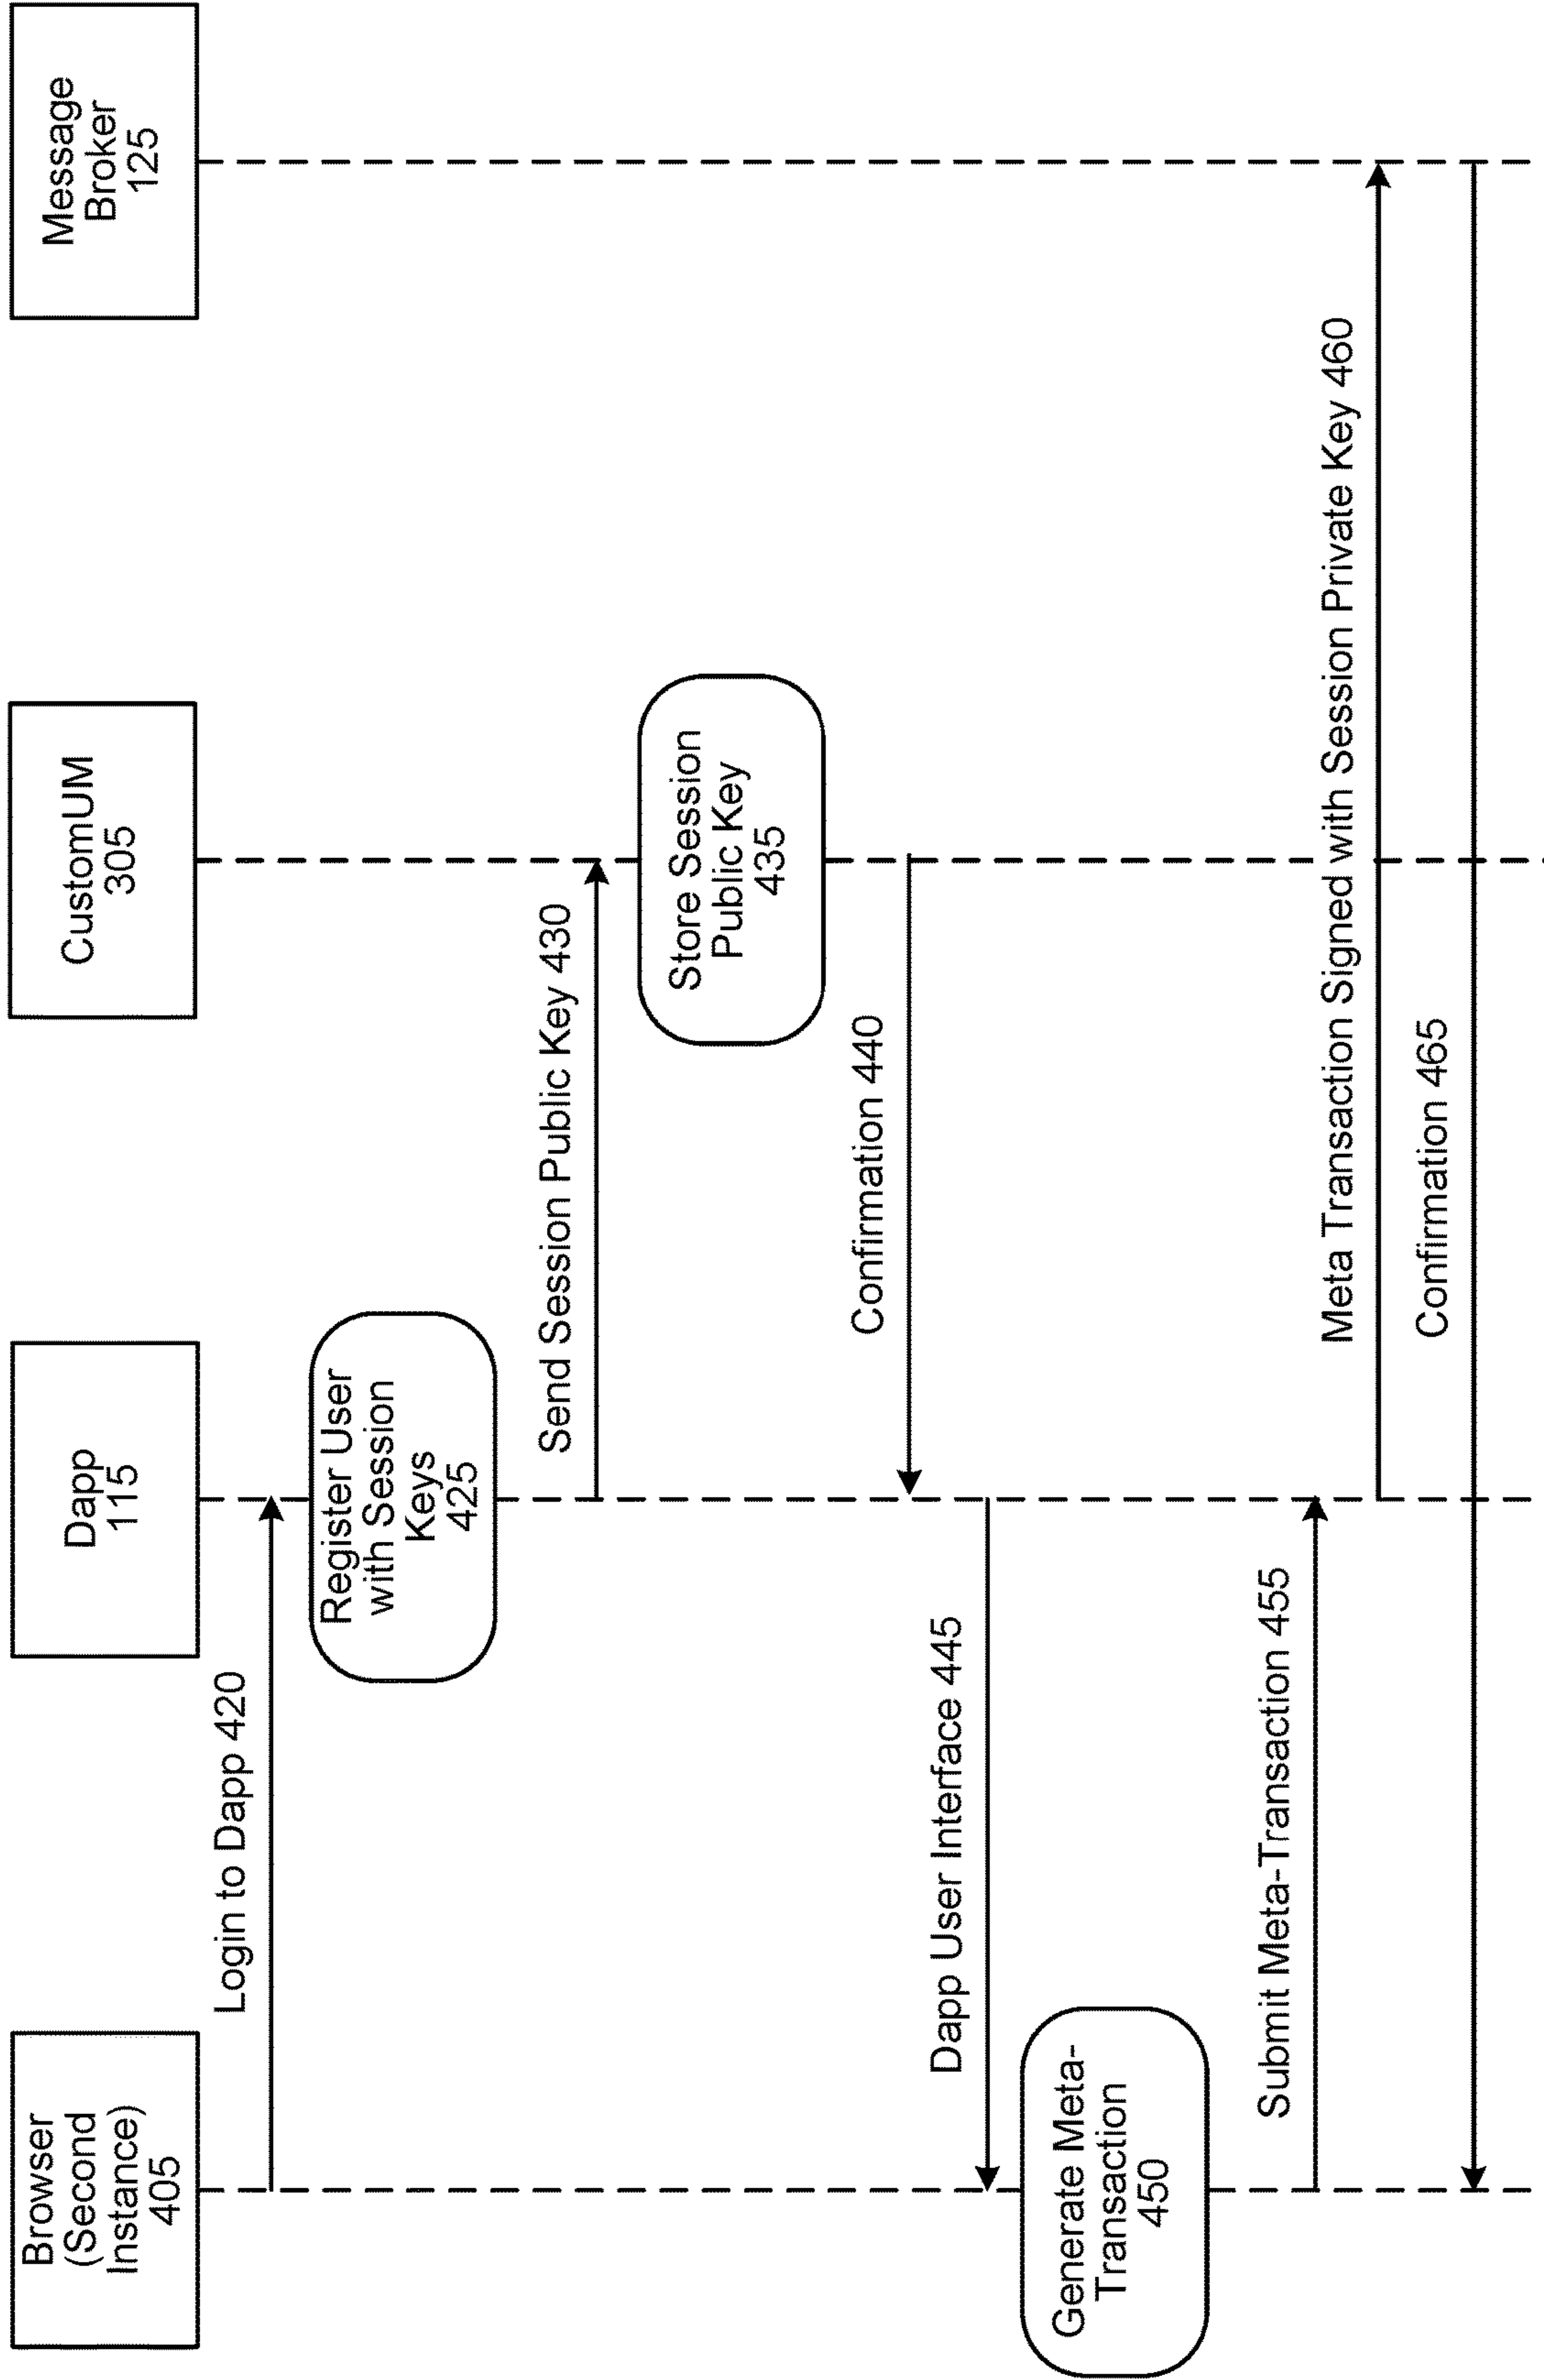 Browser
(Second
Instance)
405
Dapp
115
CustomUM
305
Message
Broker
125
Login to Dapp 420
Register User
with Session
Keys
425
Send Session Public Key 430
Store Session
Public Key
435
Confirmation 440
Dapp User Interface 445
Generate Meta-
Transaction
450
Submit Meta-Transaction 455
Meta Transaction Signed with Session Private Key 460
Confirmation 465